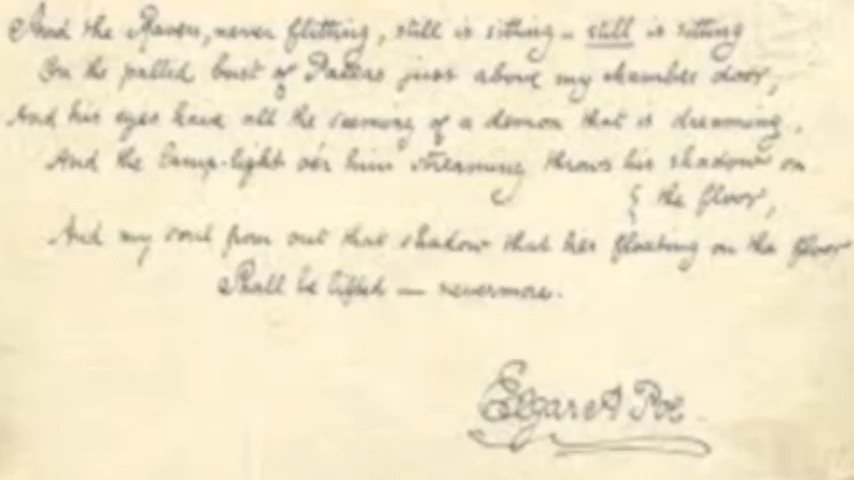 And the Raven, never flitting, still is sitting – still is sitting
On the pallid bust of Pallas just above my chamber door,
And his eyes have all the seeming of a demon that is dreaming,
And the lamp-light o'er him streaming throws his shadow on
the floor,
And my soul from out that shadow that lies floating on the floor
Shall be lifted — nevermore.
Edgar A Poe.